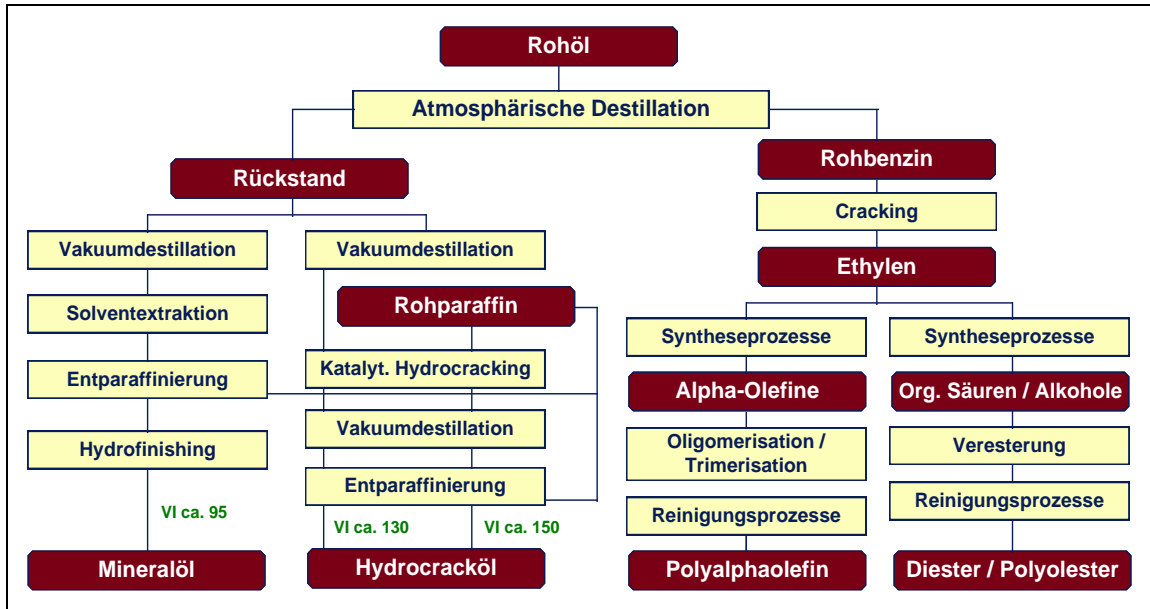 Rohöl
Atmosphärische Destillation
Rohbenzin
Rückstand
Cracking
Vakuumdestillation
Vakuumdestillation
Ethylen
Rohparaffin
Solventextraktion
Syntheseprozesse
Syntheseprozesse
Katalyt. Hydrocracking
Entparaffinierung
Alpha-Olefine
Org. Säuren / Alkohole
Vakuumdestillation
Hydrofinishing
Oligomerisation /
Trimerisation
Veresterung
Entparaffinierung
Reinigungsprozesse
Reinigungsprozesse
VI ca. 95
VI ca. 130
VI ca. 150
Mineralöl
Hydrocracköl
Polyalphaolefin
Diester / Polyolester